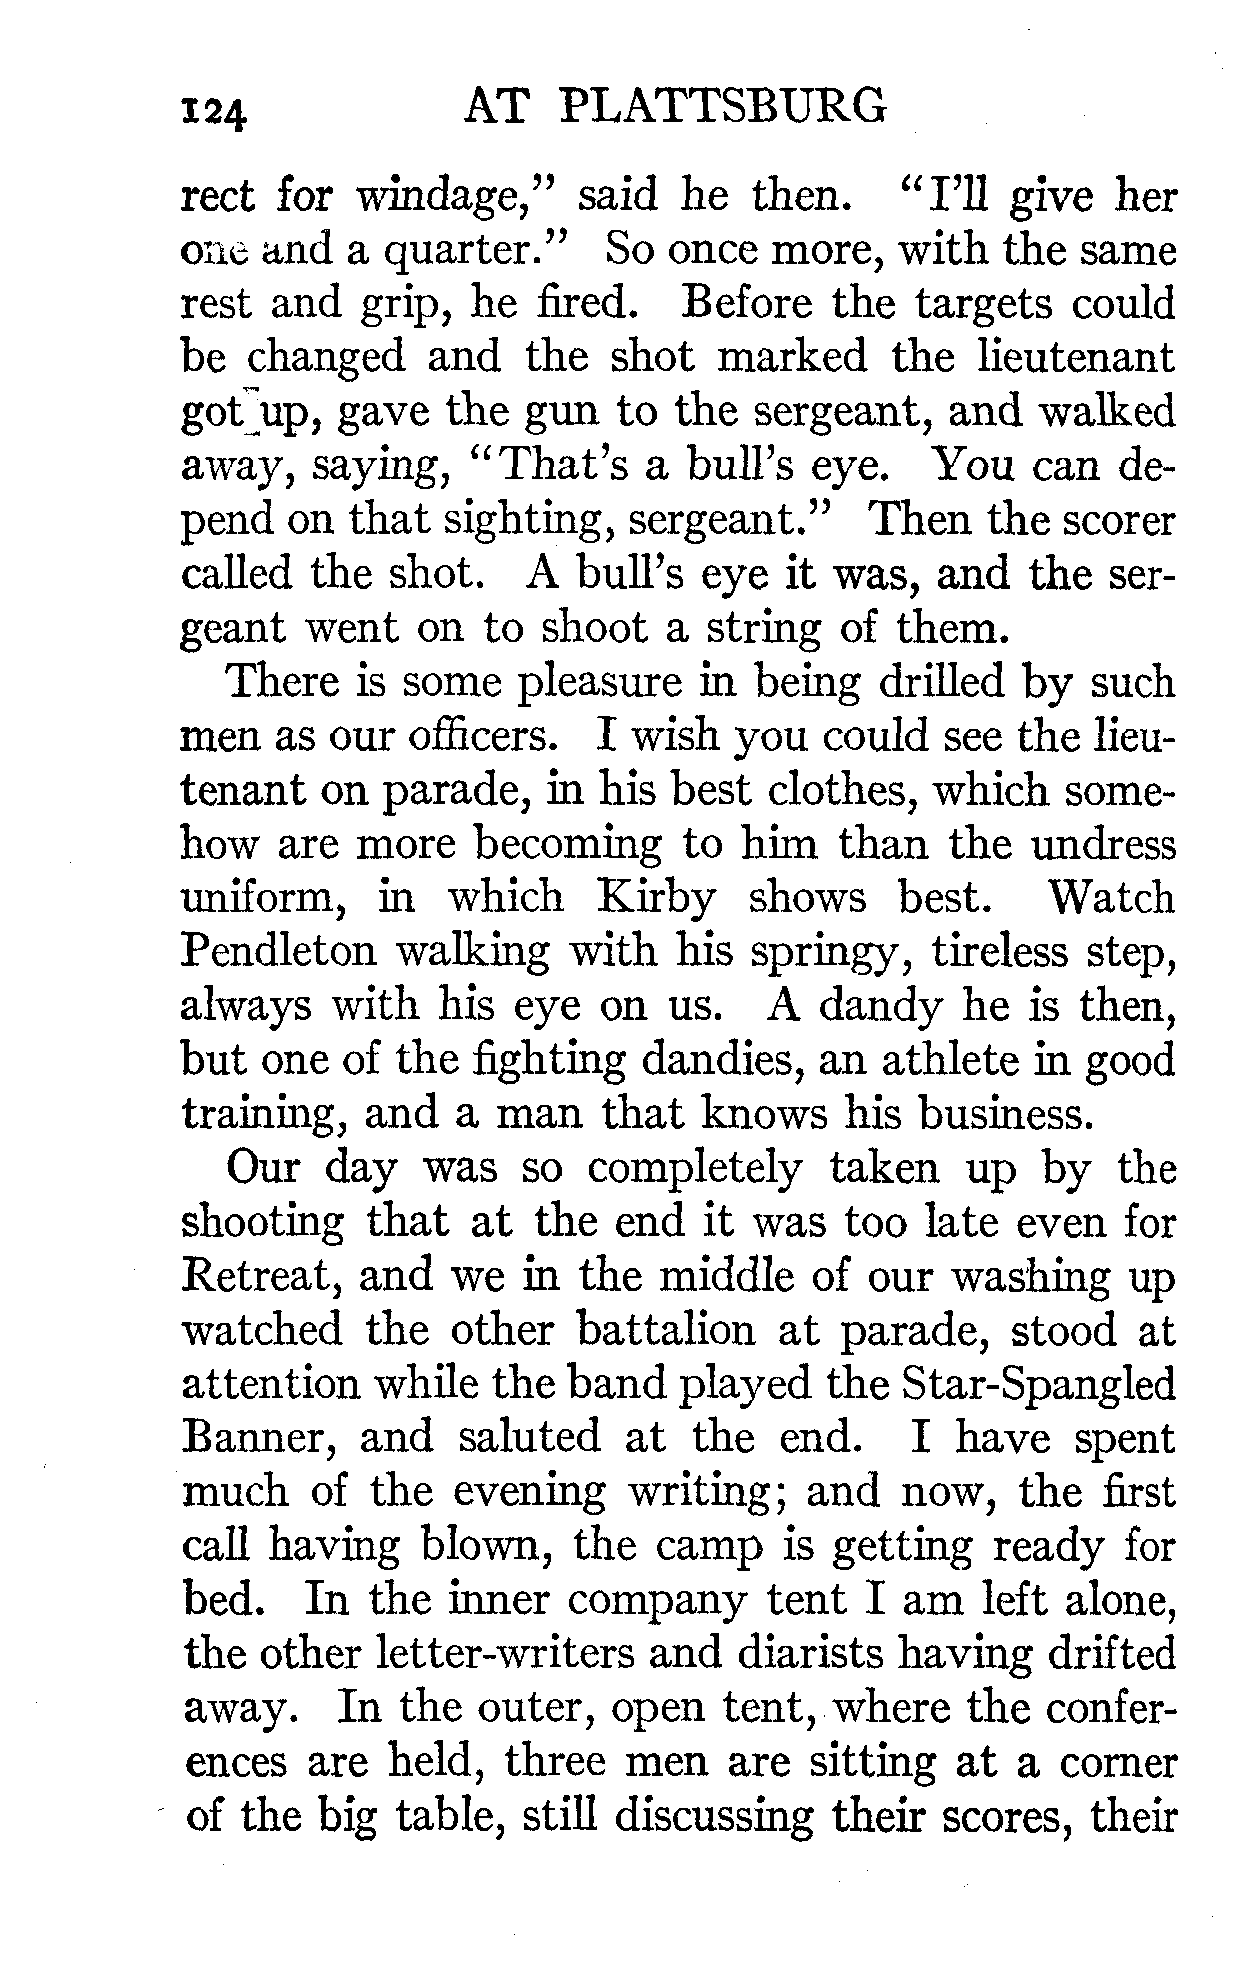 124 AT PLATTSBURG
rect for windage,” said he then. “I’ll give her
one and a quarter.” So once more, with the same
rest and grip, he fired. Before the targets could
be changed and the shot marked the lieutenant
got up, gave the gun to the sergeant, and walked
away, saying, “That’s a bull’s eye. You can de-
pend on that sighting, sergeant.” Then the scorer
called the shot. A bull’s eye it was, and the ser-
geant went on to shoot a string of them.
There is some pleasure in being drilled by such
men as our officers. I wish you could see the lieu-
tenant on parade, in his best clothes, which some-
how are more becoming to him than the undress
uniform, in which Kirby shows best. Watch
Pendleton walking with his springy, tireless step,
always with his eye on us. A dandy he is then,
but one of the fighting dandies, an athlete in good
training, and a man that knows his business.
Our day was so completely taken up by the
shooting that at the end it was too late even for
Retreat, and we in the middle of our washing up
watched the other battalion at parade, stood at
attention while the band played the Star-Spangled
Banner, and saluted at the end. I have spent
much of the evening writing; and now, the first
call having blown, the camp is getting ready for
bed. In the inner company tent I am left alone,
the other letter-writers and diarists having drifted
away. In the outer, open tent, where the confer-
ences are held, three men are sitting at a corner
of the big table, still discussing their scores, their